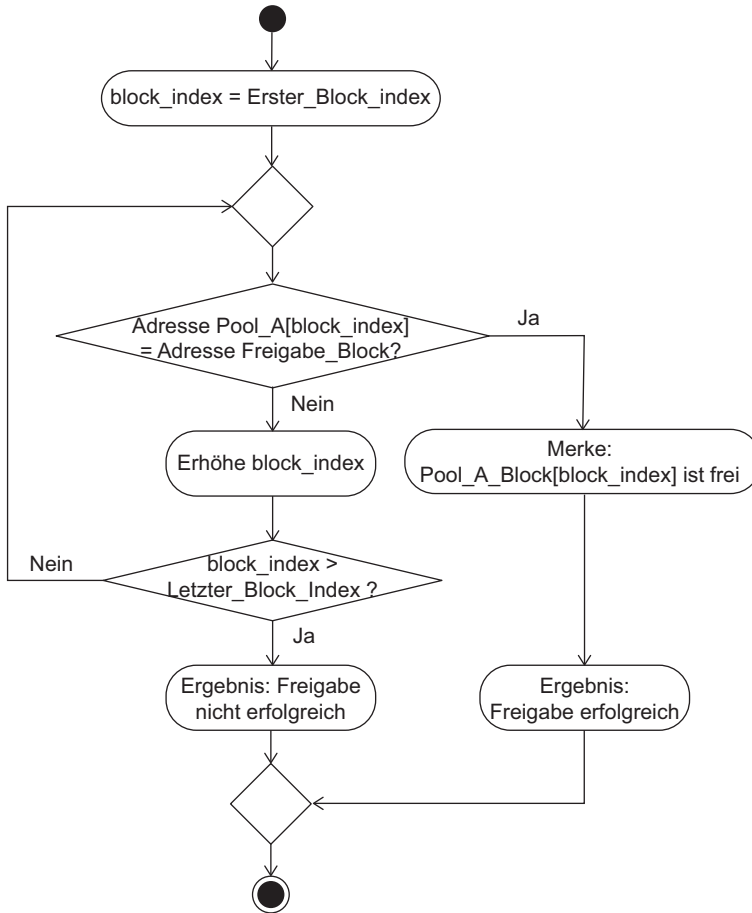 block_index = Erster_Block_index
Adresse Pool_A[block_index]
= Adresse Freigabe_Block?
Ja
Nein
Erhöhe block_index
Merke:
Pool_A_Block[block_index] ist frei
Nein
block_index >
Letzter_Block_Index ?
Ja
Ergebnis: Freigabe
nicht erfolgreich
Ergebnis:
Freigabe erfolgreich